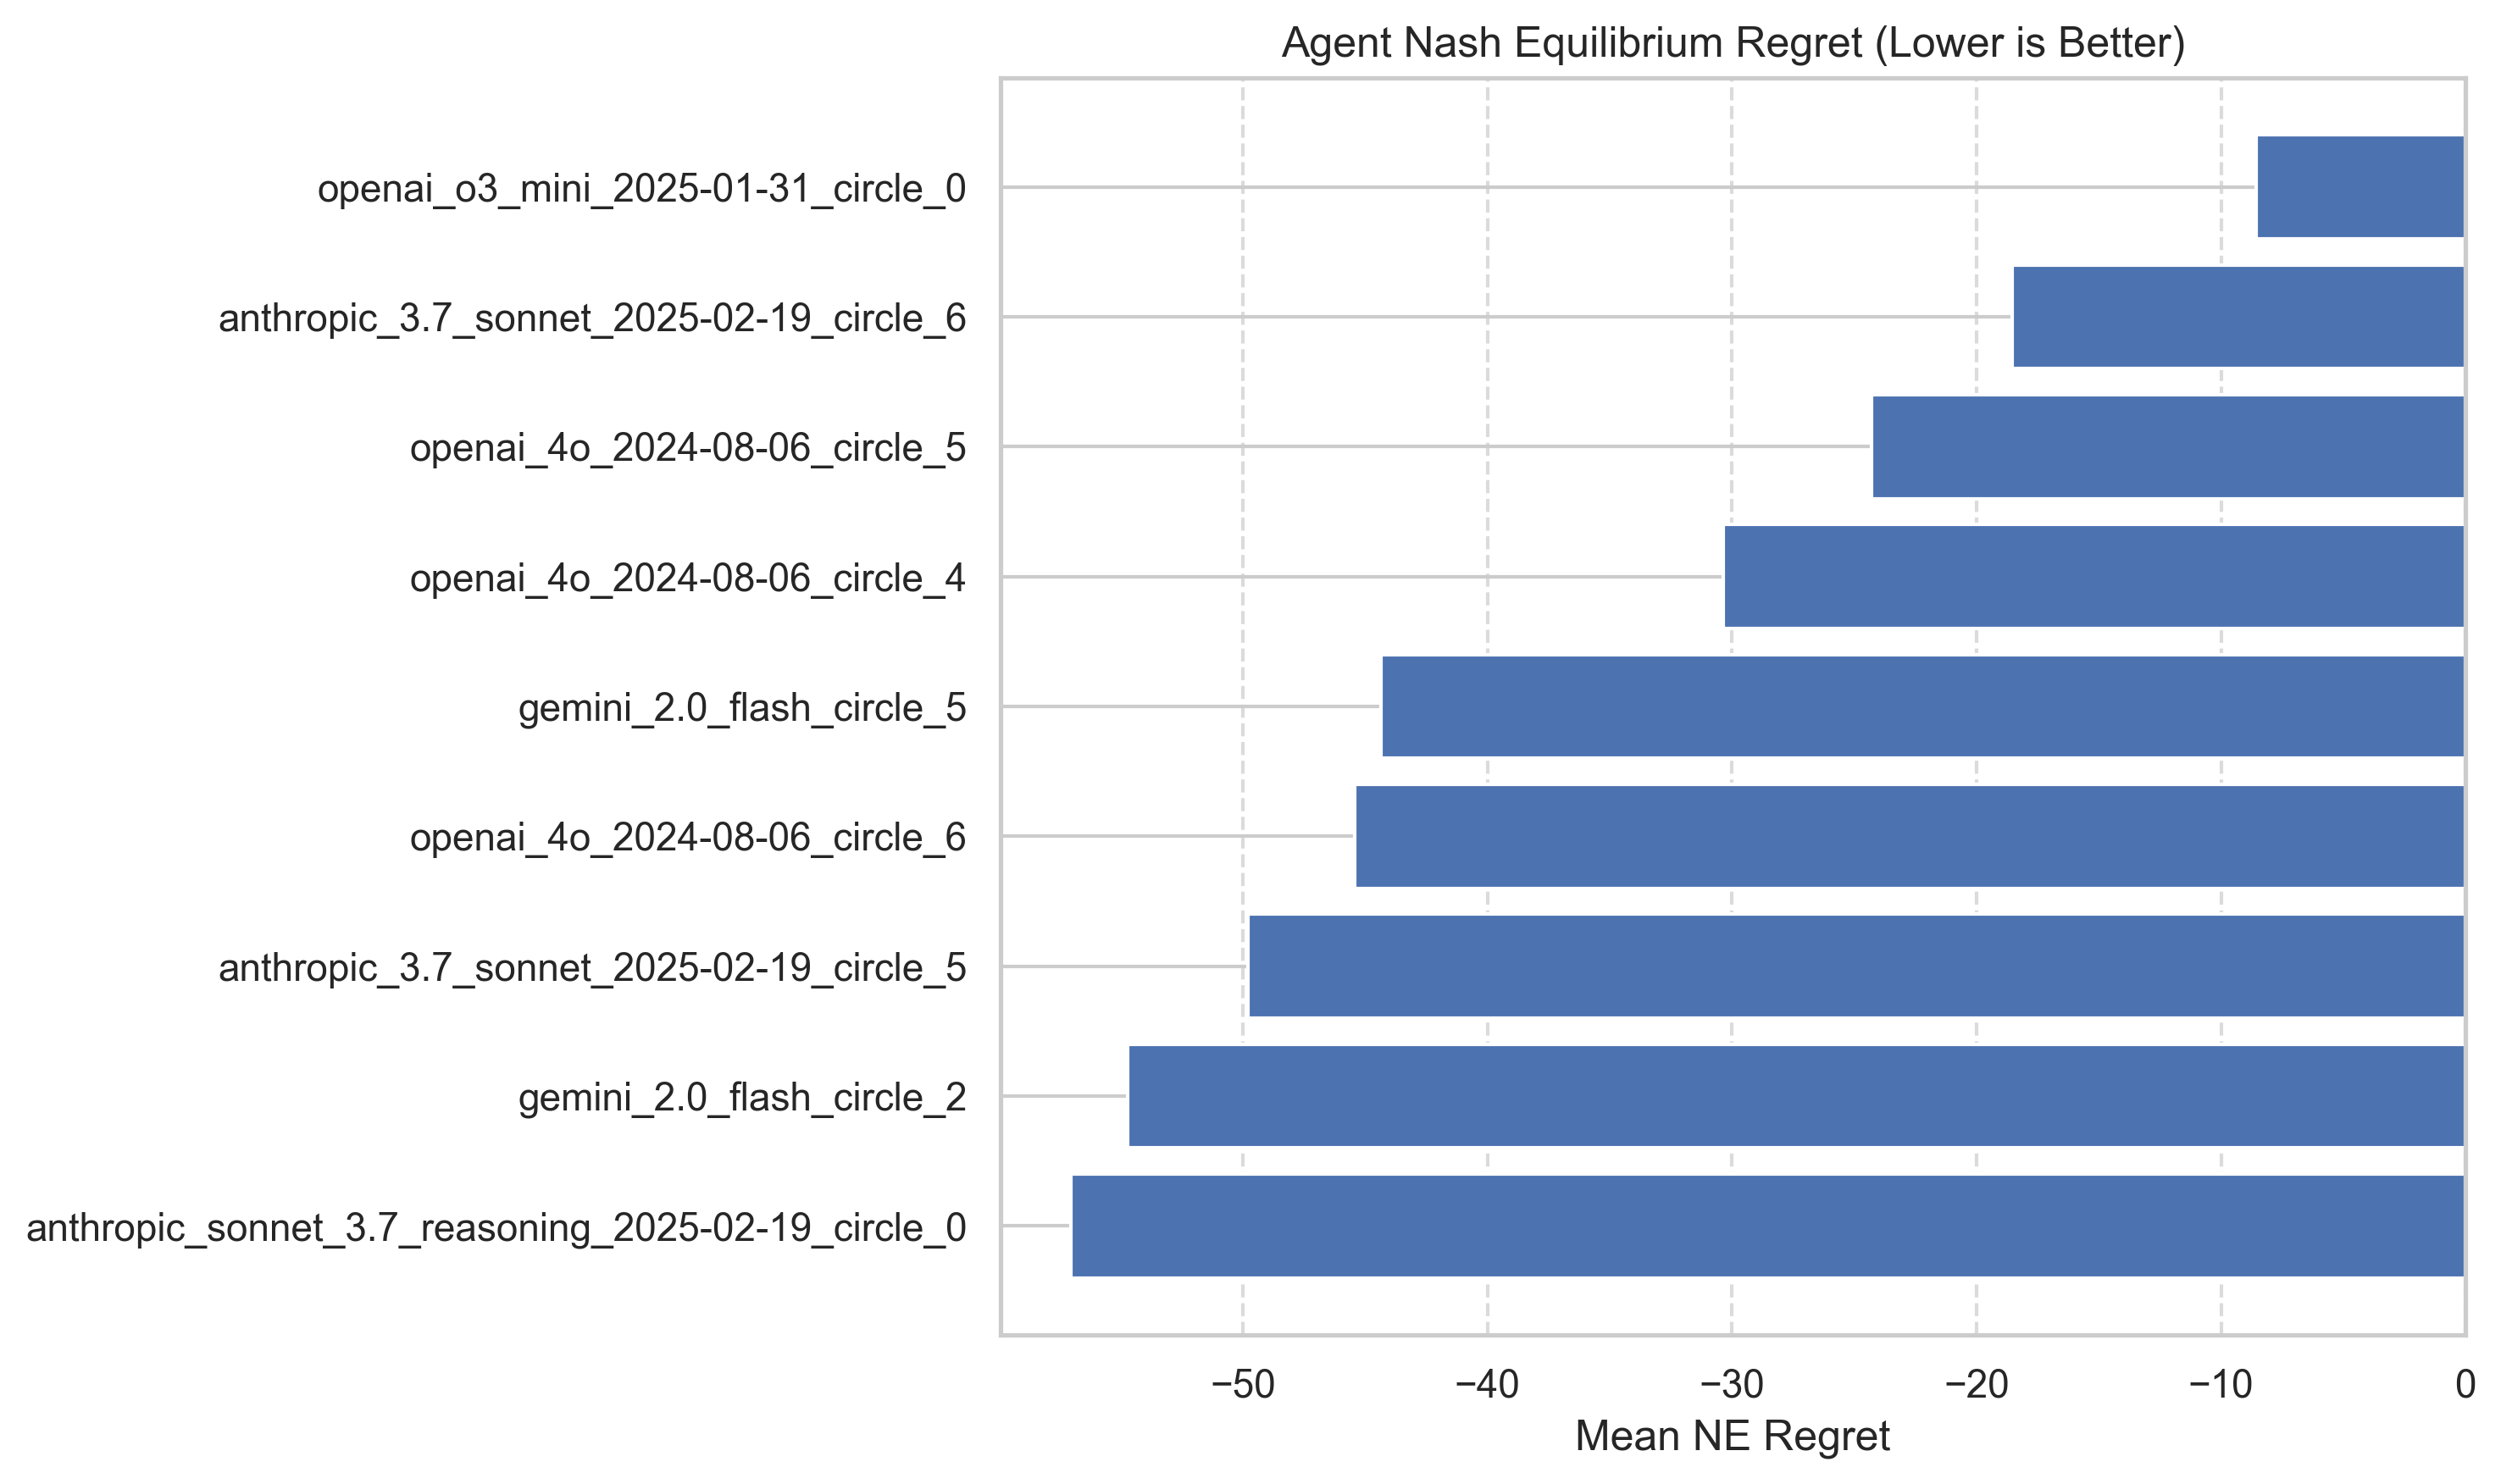 Agent Nash Equilibrium Regret (Lower is Better)
openai_o3_mini_2025-01-31_circle_0
anthropic_3.7_sonnet_2025-02-19_circle_6
openai_4o_2024-08-06_circle_5
openai_4o_2024-08-06_circle_4
gemini_2.0_flash_circle_5
openai_4o_2024-08-06_circle_6
anthropic_3.7_sonnet_2025-02-19_circle_5
gemini_2.0_flash_circle_2
anthropic_sonnet_3.7_reasoning_2025-02-19_circle_0
−50 −40 −30 −20 −10 0
Mean NE Regret